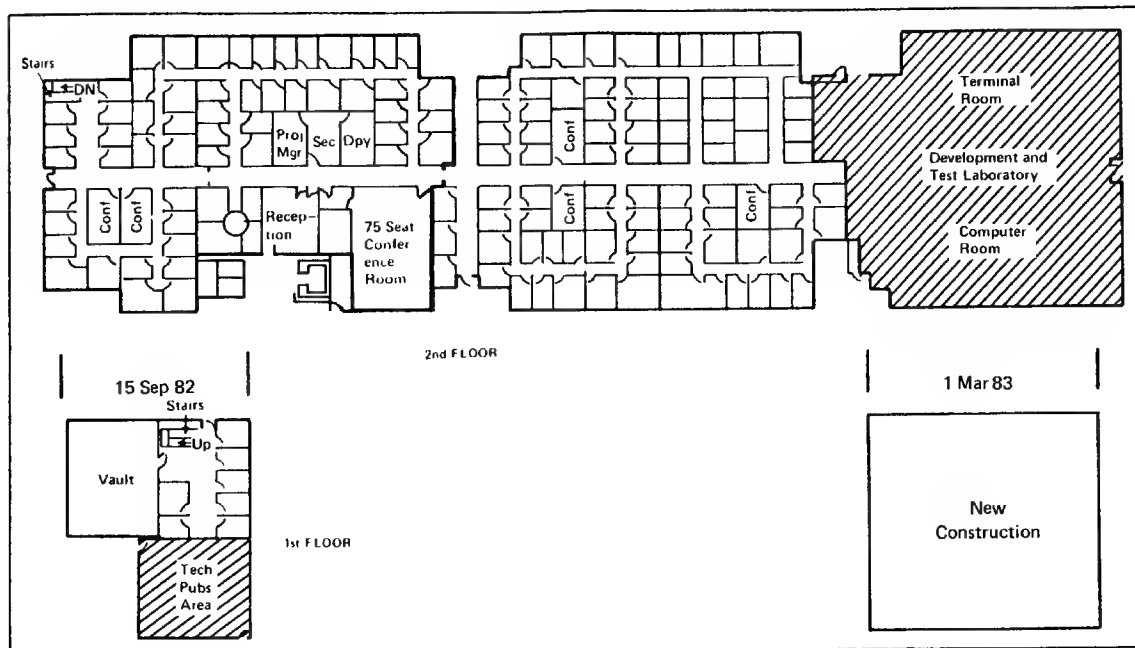 Stairs
DN
Proj
Mgr
Sec
Dpy
Conf
Terminal
Room
Development and
Test Laboratory
Conf
Conf
Recep-
tion
75 Seat
Confer
ence
Room
Conf
Conf
Computer
Room
2nd FLOOR
15 Sep 82
1 Mar 83
Stairs
Up
Vault
1st FLOOR
Tech
Pubs
Area
New
Construction